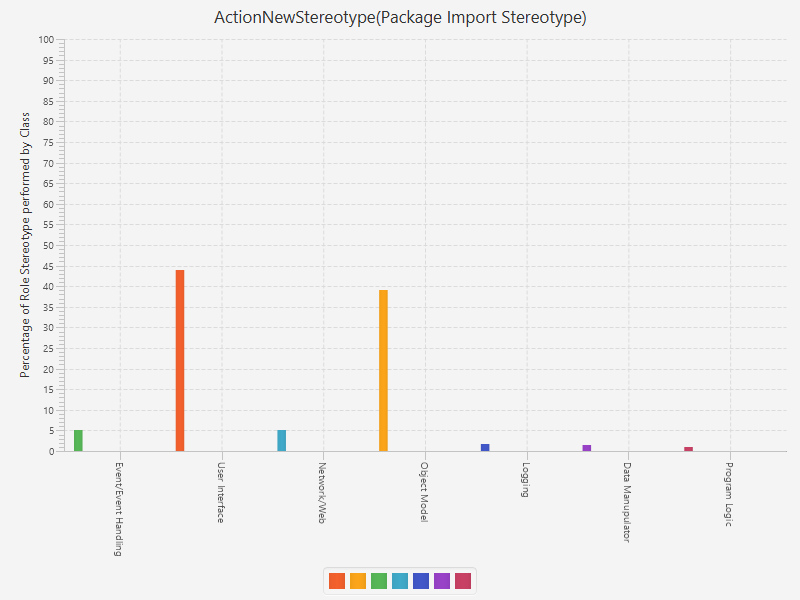 ActionNewStereotype(Package Import Stereotype)
Percentage of Role Stereotype performed by Class
100
95
90
85
80
75
70
65
60
55
50
45
40
35
30
25
20
15
10
5
0
Event/Event Handling
User Interface
Network/Web
Object Model
Logging
Data Manupulator
Program Logic